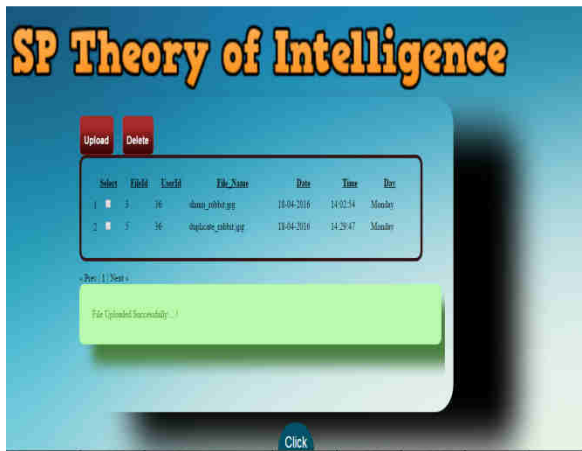 SP Theory of Intelligence
Upload Delete
Select FileId UserId File_Name Date Time Day
1 3 36 shaun_rabbit.jpg 18-04-2016 14:02:54 Monday
2 5 36 duplicate_rabbit.jpg 18-04-2016 14:29:47 Monday
« Prev | 1 | Next »
File Uploaded Successfully...!
Click